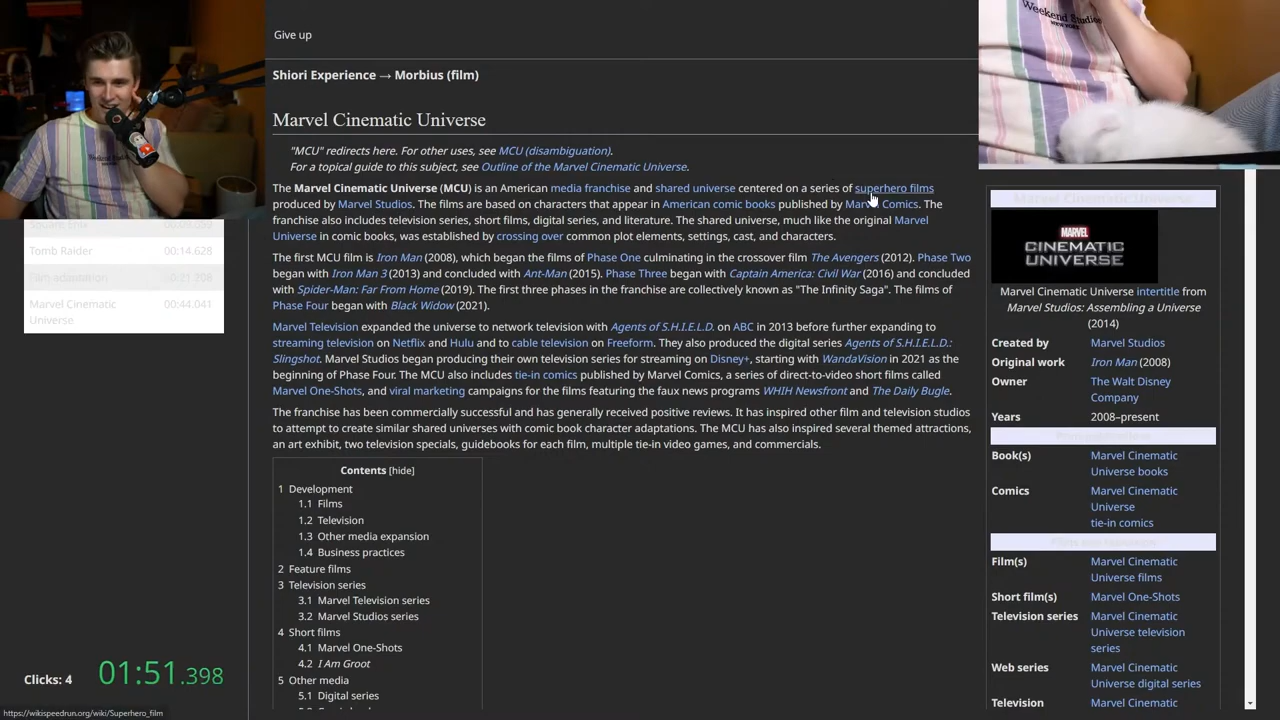 Give up
Weekend Studies
NEW YORK
Shiori Experience → Morbius (film)
Marvel Cinematic Universe
"MCU" redirects here. For other uses, see MCU (disambiguation).
For a topical guide to this subject, see Outline of the Marvel Cinematic Universe.
The Marvel Cinematic Universe (MCU) is an American media franchise and shared universe centered on a series of superhero films
produced by Marvel Studios. The films are based on characters that appear in American comic books published by Marvel Comics. The
franchise also includes television series, short films, digital series, and literature. The shared universe, much like the original Marvel
Universe in comic books, was established by crossing over common plot elements, settings, cast, and characters.
The first MCU film is Iron Man (2008), which began the films of Phase One culminating in the crossover film The Avengers (2012). Phase Two
began with Iron Man 3 (2013) and concluded with Ant-Man (2015). Phase Three began with Captain America: Civil War (2016) and concluded
with Spider-Man: Far From Home (2019). The first three phases in the franchise are collectively known as "The Infinity Saga". The films of
Phase Four began with Black Widow (2021).
Marvel Television expanded the universe to network television with Agents of S.H.I.E.L.D. on ABC in 2013 before further expanding to
streaming television on Netflix and Hulu and to cable television on Freeform. They also produced the digital series Agents of S.H.I.E.L.D.:
Slingshot. Marvel Studios began producing their own television series for streaming on Disney+, starting with WandaVision in 2021 as the
beginning of Phase Four. The MCU also includes tie-in comics published by Marvel Comics, a series of direct-to-video short films called
Marvel One-Shots, and viral marketing campaigns for the films featuring the faux news programs WHIH Newsfront and The Daily Bugle.
The franchise has been commercially successful and has generally received positive reviews. It has inspired other film and television studios
to attempt to create similar shared universes with comic book character adaptations. The MCU has also inspired several themed attractions,
an art exhibit, two television specials, guidebooks for each film, multiple tie-in video games, and commercials.
Contents [hide]
1 Development
1.1 Films
1.2 Television
1.3 Other media expansion
1.4 Business practices
2 Feature films
3 Television series
3.1 Marvel Television series
3.2 Marvel Studios series
4 Short films
4.1 Marvel One-Shots
4.2 I Am Groot
5 Other media
5.1 Digital series
Marvel Cinematic Universe
MARVEL
CINEMATIC
UNIVERSE
Marvel Cinematic Universe intertitle from
Marvel Studios: Assembling a Universe
(2014)
Created by Marvel Studios
Original work Iron Man (2008)
Owner The Walt Disney
Company
Years 2008–present
Book(s) Marvel Cinematic
Universe books
Comics Marvel Cinematic
Universe
tie-in comics
Film(s) Marvel Cinematic
Universe films
Short film(s) Marvel One-Shots
Television series Marvel Cinematic
Universe television
series
Web series Marvel Cinematic
Universe digital series
Television Marvel Cinematic
Square Enix
Tomb Raider 00:14.628
Film adaptation 00:21.208
Marvel Cinematic 00:44.041
Universe
Clicks: 4 01:51.398
https://wikispeedrun.org/wiki/Superhero_film